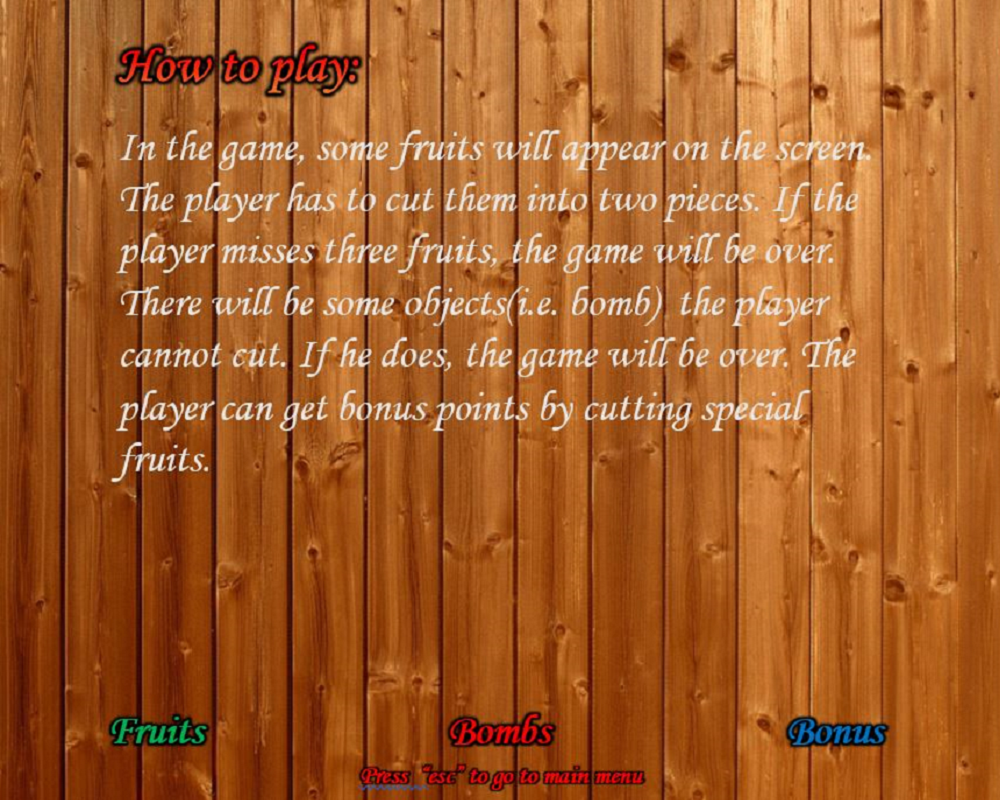 How to play:
In the game, some fruits will appear on the screen.
The player has to cut them into two pieces. If the
player misses three fruits, the game will be over.
There will be some objects(i.e. bomb)  the player
cannot cut. If he does, the game will be over. The
player can get bonus points by cutting special
fruits.
Fruits
Bombs
Bonus
Press "esc" to go to main menu